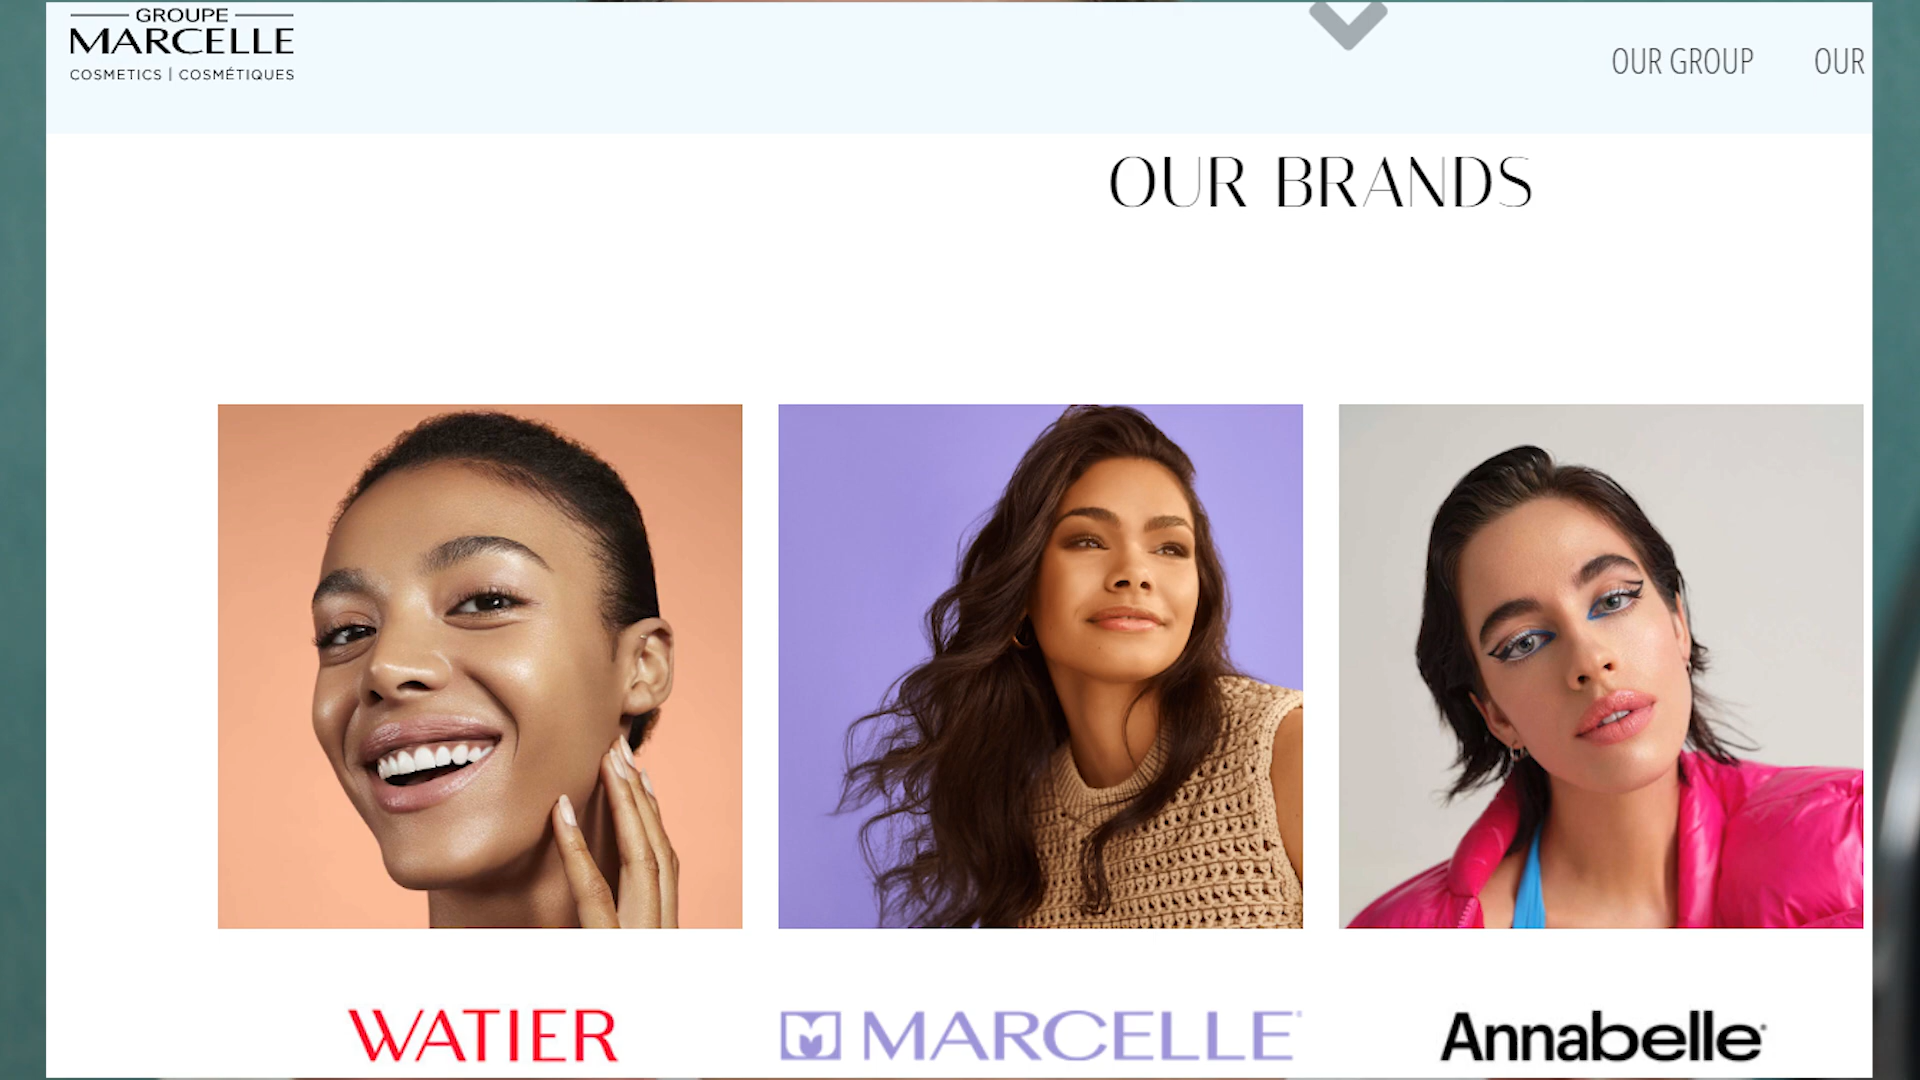 GROUPE
MARCELLE
COSMETICS | COSMÉTIQUES
OUR GROUP
OUR
OUR BRANDS
WATIER
MARCELLE
Annabelle